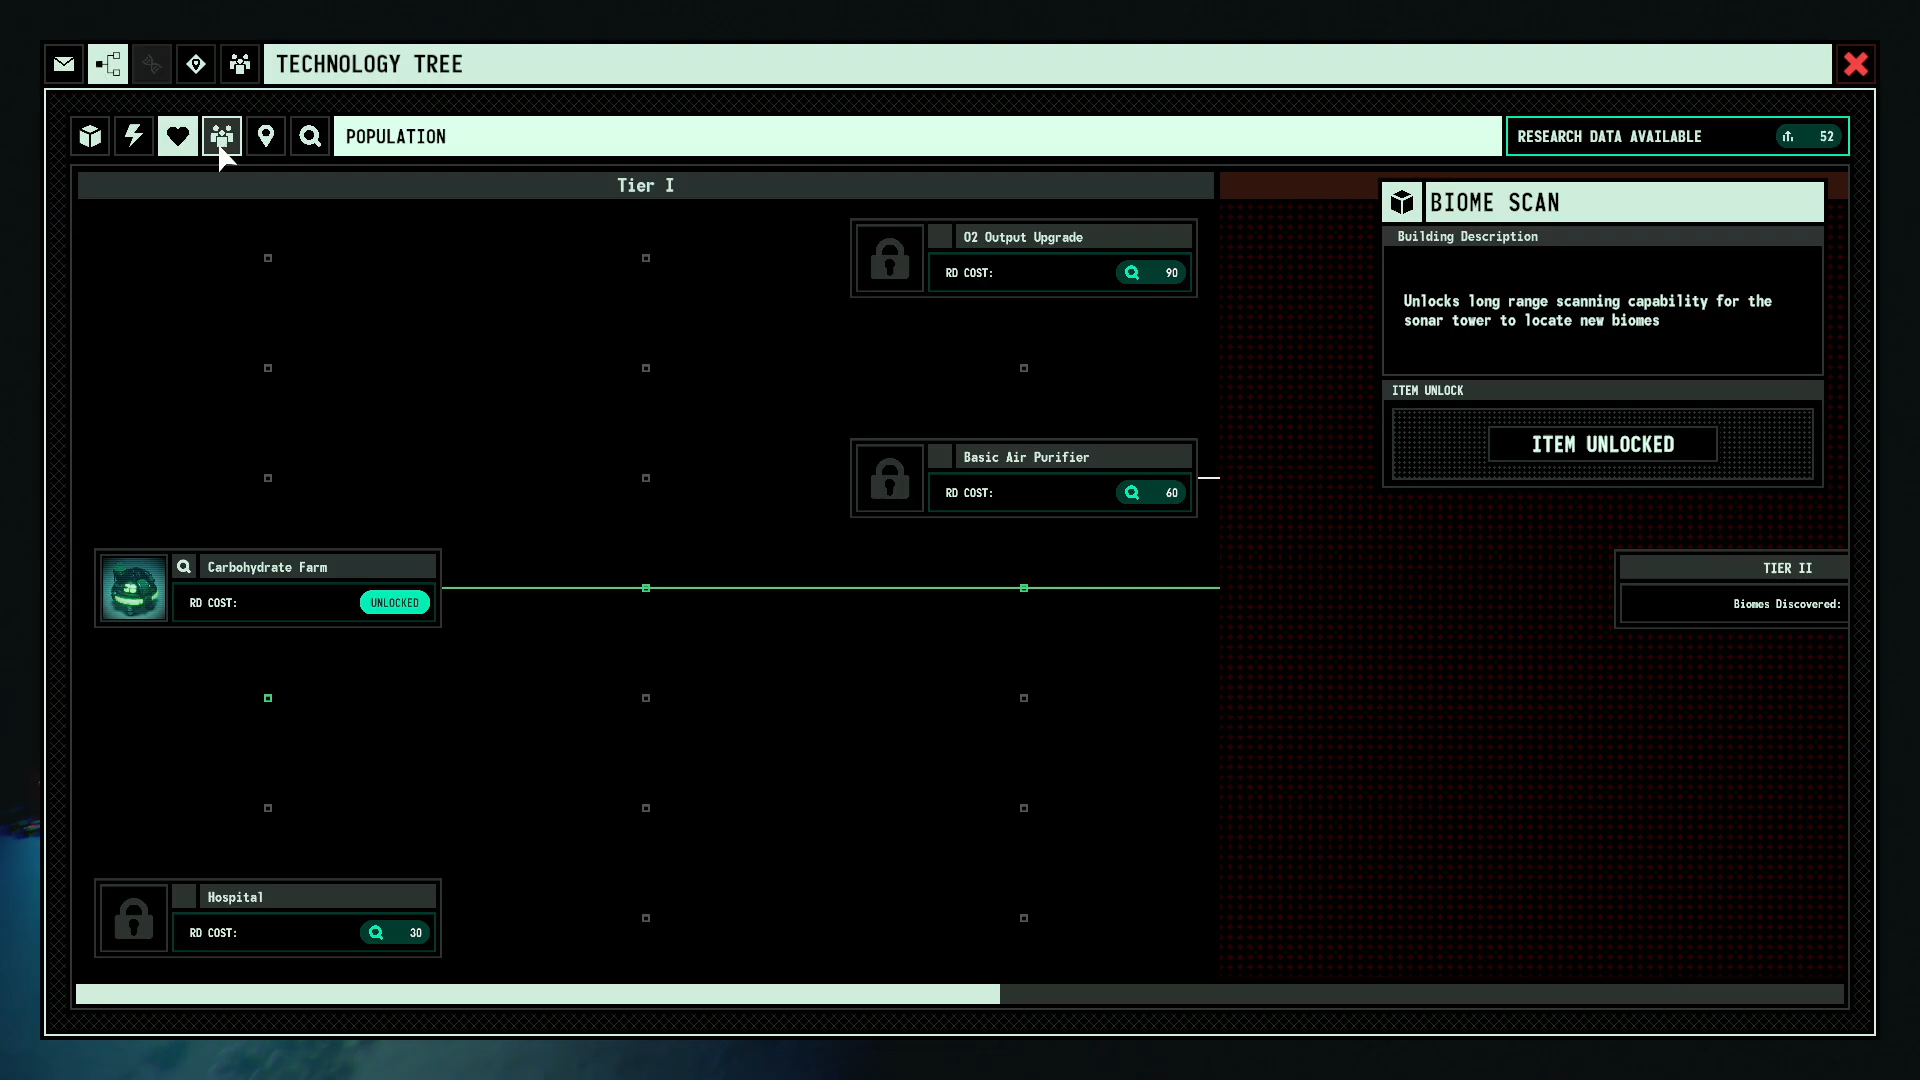 TECHNOLOGY TREE
POPULATION
RESEARCH DATA AVAILABLE 52
Tier I
BIOME SCAN
Building Description
Unlocks long range scanning capability for the
sonar tower to locate new biomes
ITEM UNLOCK
ITEM UNLOCKED
O2 Output Upgrade
RD COST: 90
Basic Air Purifier
RD COST: 60
Carbohydrate Farm
RD COST: UNLOCKED
TIER II
Biomes Discovered:
Hospital
RD COST: 30